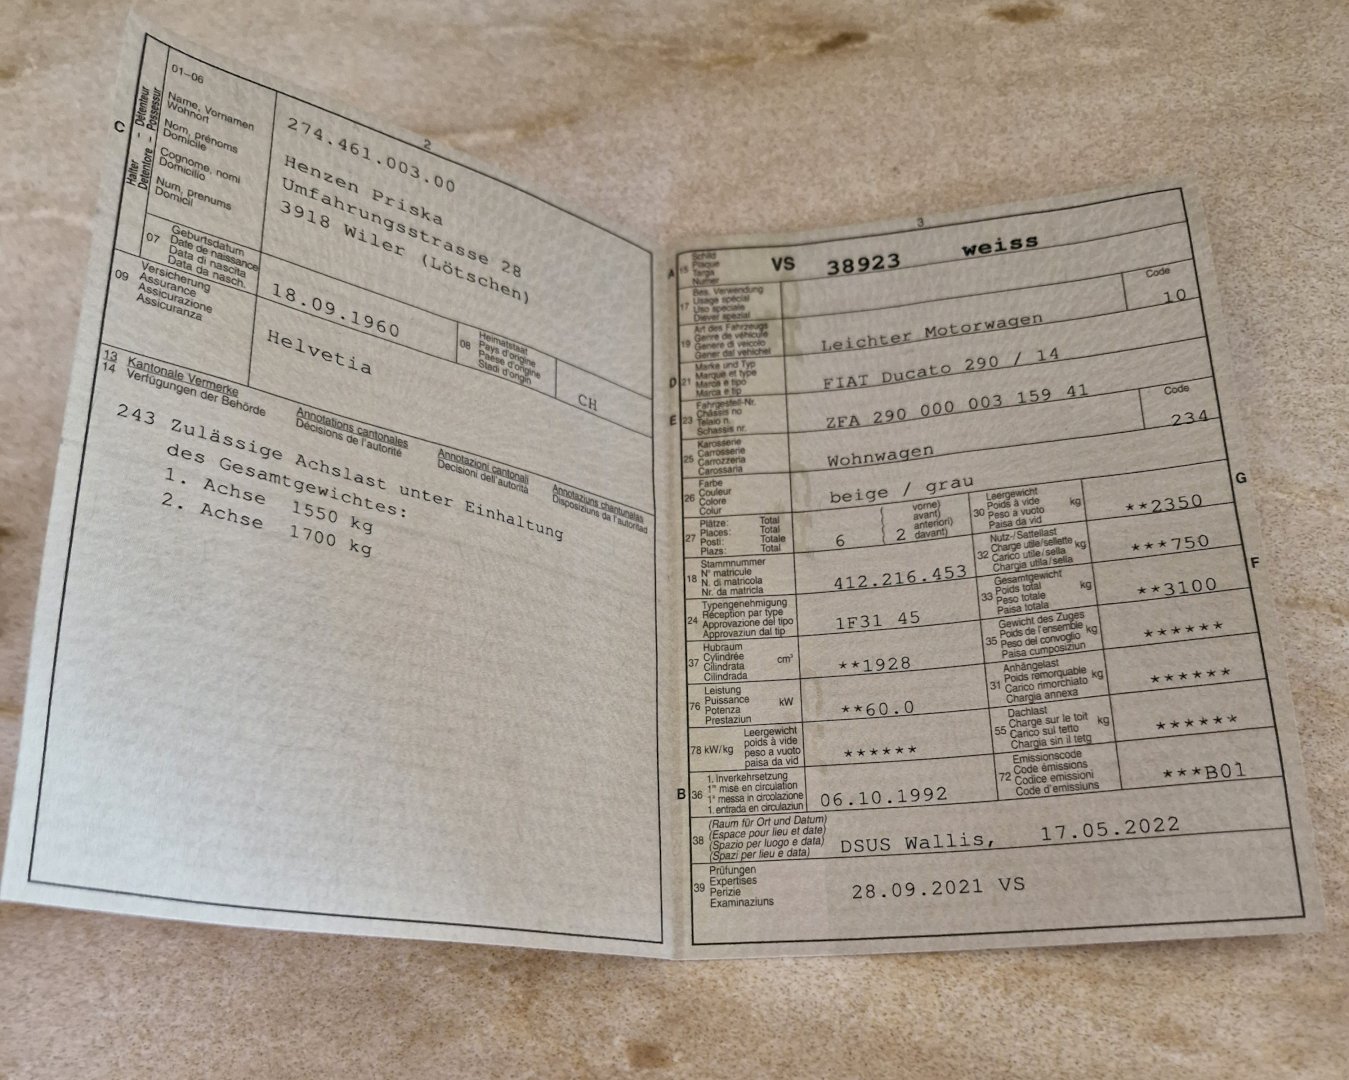 2
C
Halter - Détenteur
Detentore - Possessur
01–06
Name, Vornamen
Wohnort
Nom, prénoms
Domicile
Cognome, nomi
Domicilio
Num, prenums
Domicil
274.461.003.00
Henzen Priska
Umfahrungsstrasse 28
3918 Wiler (Lötschen)
07
Geburtsdatum
Date de naissance
Data di nascita
Data da nasch.
18.09.1960
08
Heimatstaat
Pays d'origine
Paese d'origine
Stadi d'origin
CH
09
Versicherung
Assurance
Assicurazione
Assicuranza
Helvetia
13 Kantonale Vermerke
14 Verfügungen der Behörde
Annotations cantonales
Décisions de l'autorité
Annotazioni cantonali
Decisioni dell'autorità
Annotaziuns chantunalas
Disposiziuns da l'autoritad
243 Zulässige Achslast unter Einhaltung
des Gesamtgewichtes:
1. Achse 1550 kg
2. Achse 1700 kg
3
A
15
Schild
Plaque
Targa
Numer
VS 38923 weiss
17
Bes. Verwendung
Usage spécial
Uso speciale
Diever spezial
Code
10
19
Art des Fahrzeugs
Genre de véhicule
Genere di veicolo
Gener dal vehichel
Leichter Motorwagen
D
21
Marke und Typ
Marque et type
Marca e tipo
Marca e tip
FIAT Ducato 290 / 14
E
23
Fahrgestell-Nr.
Châssis no
Telaio n.
Schassis nr.
ZFA 290 000 003 159 41
Code
234
25
Karosserie
Carrosserie
Carrozzeria
Carossaria
Wohnwagen
26
Farbe
Couleur
Colore
Colur
beige / grau
27
Plätze: Total
Places: Total
Posti: Totale
Plazs: Total
6
2
vorne)
avant)
anteriori)
davant)
G
30
Leergewicht
Poids à vide
Peso a vuoto
Paisa da vid
kg
**2350
18
Stammnummer
N° matricule
N. di matricola
Nr. da matricla
412.216.453
32
Nutz-/Sattellast
Charge utile/sellette
Carico utile/sella
Chargia utila/sella
kg
***750
24
Typengenehmigung
Réception par type
Approvazione del tipo
Approvaziun dal tip
1F31 45
F
33
Gesamtgewicht
Poids total
Peso totale
Paisa totala
kg
**3100
37
Hubraum
Cylindrée
Cilindrata
Cilindrada
cm³
**1928
35
Gewicht des Zuges
Poids de l'ensemble
Peso del convoglio
Paisa cumposiziun
kg
******
76
Leistung
Puissance
Potenza
Prestaziun
kW
**60.0
31
Anhängelast
Poids remorquable
Carico rimorchiato
Chargia annexa
kg
******
78 kW/kg
Leergewicht
poids à vide
peso a vuoto
paisa da vid
******
55
Dachlast
Charge sur le toit
Carico sul tetto
Chargia sin il tetg
kg
******
B
36
1. Inverkehrsetzung
1re mise en circulation
1a messa in circolazione
1. entrada en circulaziun
06.10.1992
72
Emissionscode
Code émissions
Codice emissioni
Code d'emissiuns
***B01
38
(Raum für Ort und Datum)
(Espace pour lieu et date)
(Spazio per luogo e data)
(Spazi per lieu e data)
DSUS Wallis, 17.05.2022
39
Prüfungen
Expertises
Perizie
Examinaziuns
28.09.2021 VS